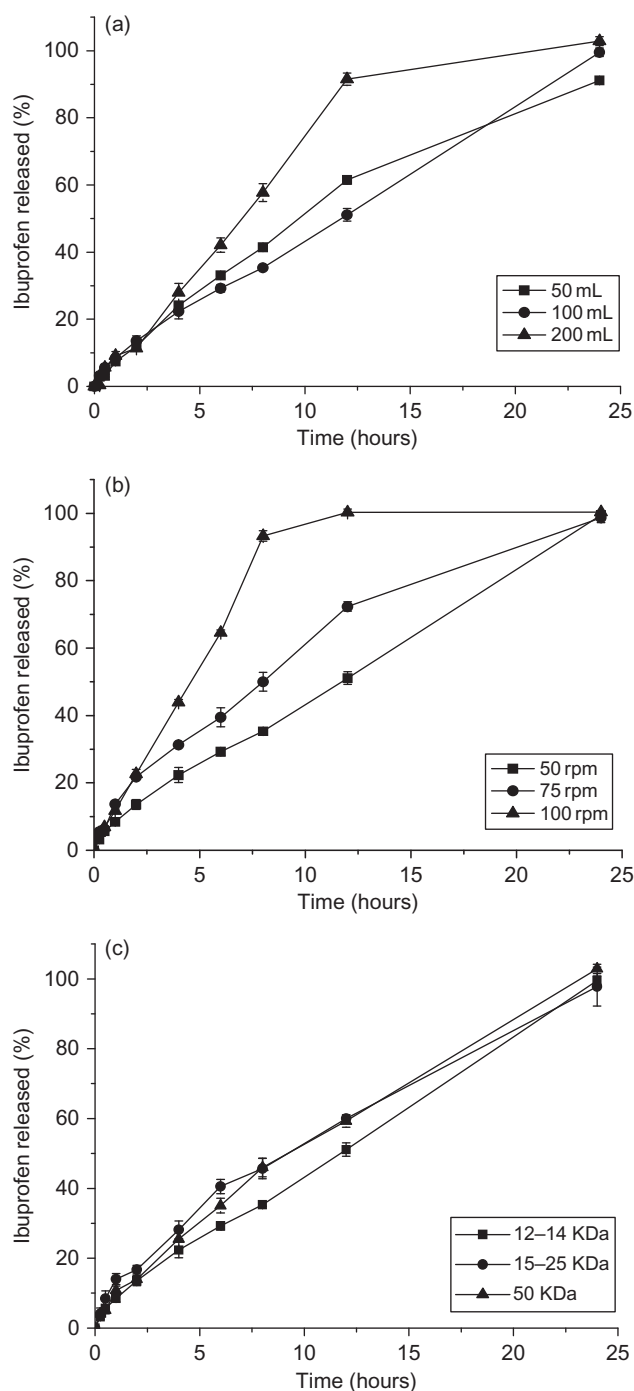 (a)
Ibuprofen released (%)
100
80
60
40
20
0
0 5 10 15 20 25
Time (hours)
50 mL
100 mL
200 mL
(b)
Ibuprofen released (%)
100
80
60
40
20
0
0 5 10 15 20 25
Time (hours)
50 rpm
75 rpm
100 rpm
(c)
Ibuprofen released (%)
100
80
60
40
20
0
0 5 10 15 20 25
Time (hours)
12–14 KDa
15–25 KDa
50 KDa